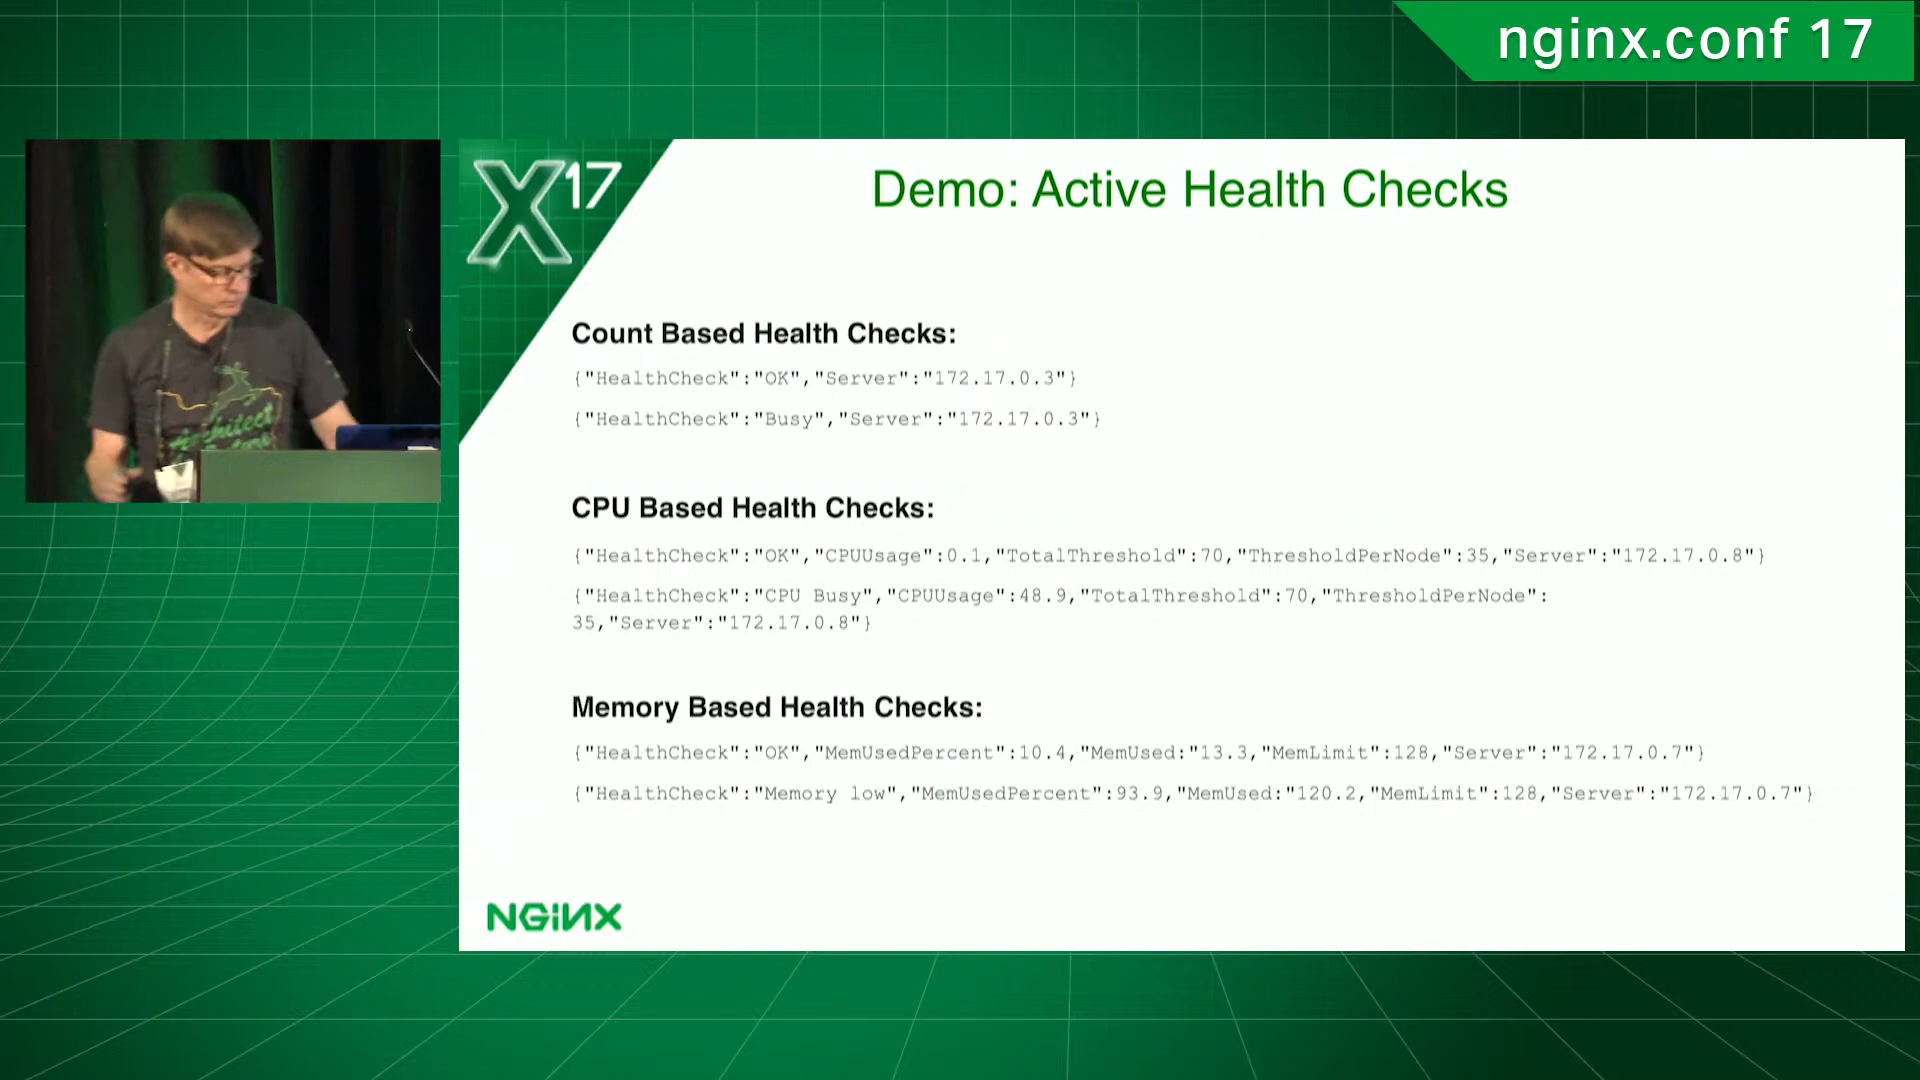 nginx.conf 17
X17
Demo: Active Health Checks
Count Based Health Checks:
{"HealthCheck":"OK","Server":"172.17.0.3"}
{"HealthCheck":"Busy","Server":"172.17.0.3"}
CPU Based Health Checks:
{"HealthCheck":"OK","CPUUsage":0.1,"TotalThreshold":70,"ThresholdPerNode":35,"Server":"172.17.0.8"}
{"HealthCheck":"CPU Busy","CPUUsage":48.9,"TotalThreshold":70,"ThresholdPerNode":
35,"Server":"172.17.0.8"}
Memory Based Health Checks:
{"HealthCheck":"OK","MemUsedPercent":10.4,"MemUsed:"13.3,"MemLimit":128,"Server":"172.17.0.7"}
{"HealthCheck":"Memory low","MemUsedPercent":93.9,"MemUsed:"120.2,"MemLimit":128,"Server":"172.17.0.7"}
NGINX
Architect